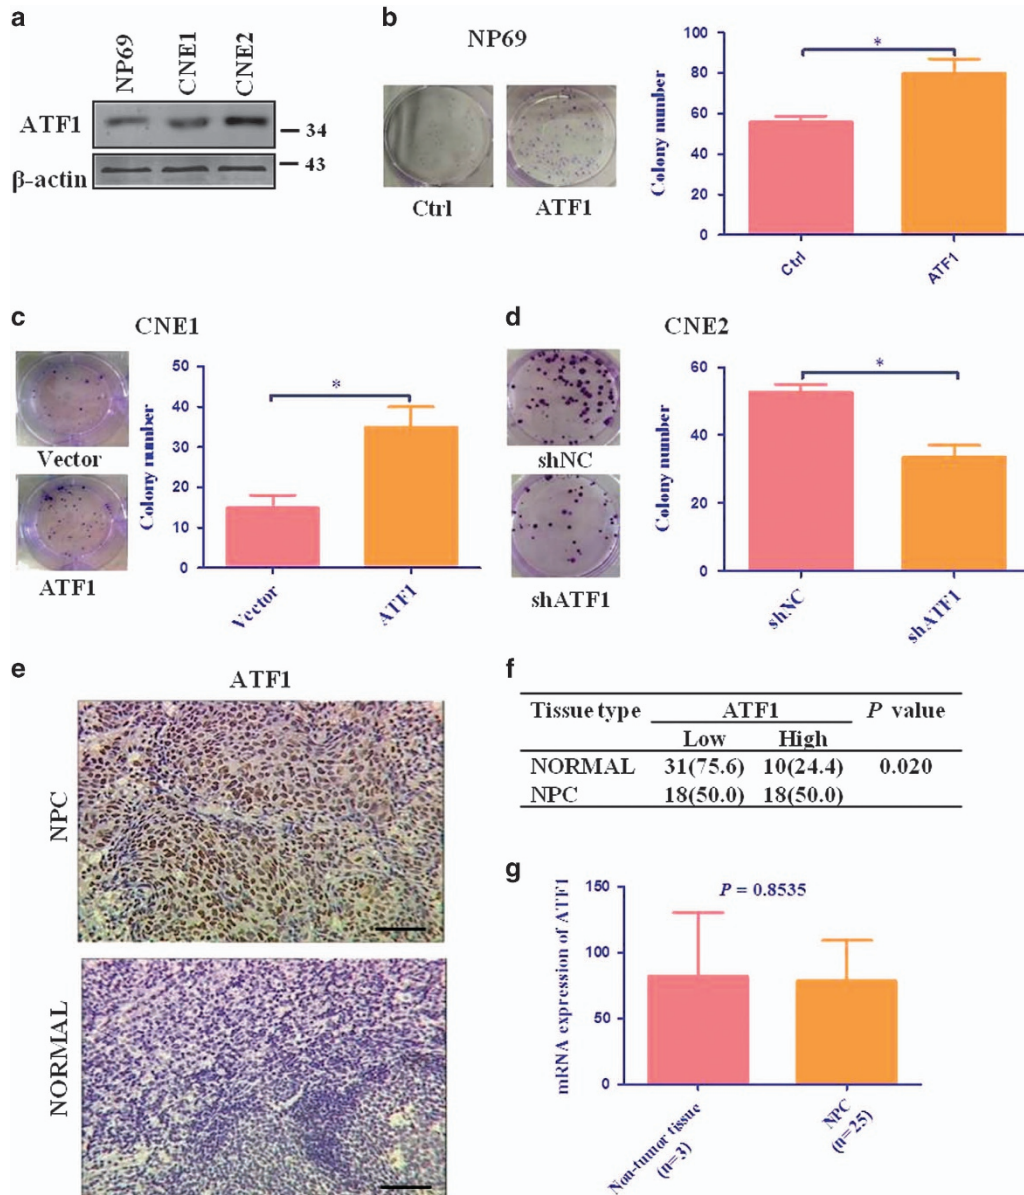 a
NP69
CNE1
CNE2
ATF1
34
43
β-actin
b
NP69
Ctrl
ATF1
Colony number
100
80
60
40
20
0
*
Ctrl
ATF1
c
CNE1
Vector
ATF1
Colony number
50
40
30
20
10
0
*
Vector
ATF1
d
CNE2
shNC
shATF1
Colony number
60
40
20
0
*
shNC
shATF1
e
ATF1
NPC
NORMAL
f
Tissue type ATF1 P value
Low High
NORMAL 31(75.6) 10(24.4) 0.020
NPC 18(50.0) 18(50.0)
g
mRNA expression of ATF1
150
100
50
0
P = 0.8535
Non-tumor tissue
(n=3)
NPC
(n=25)